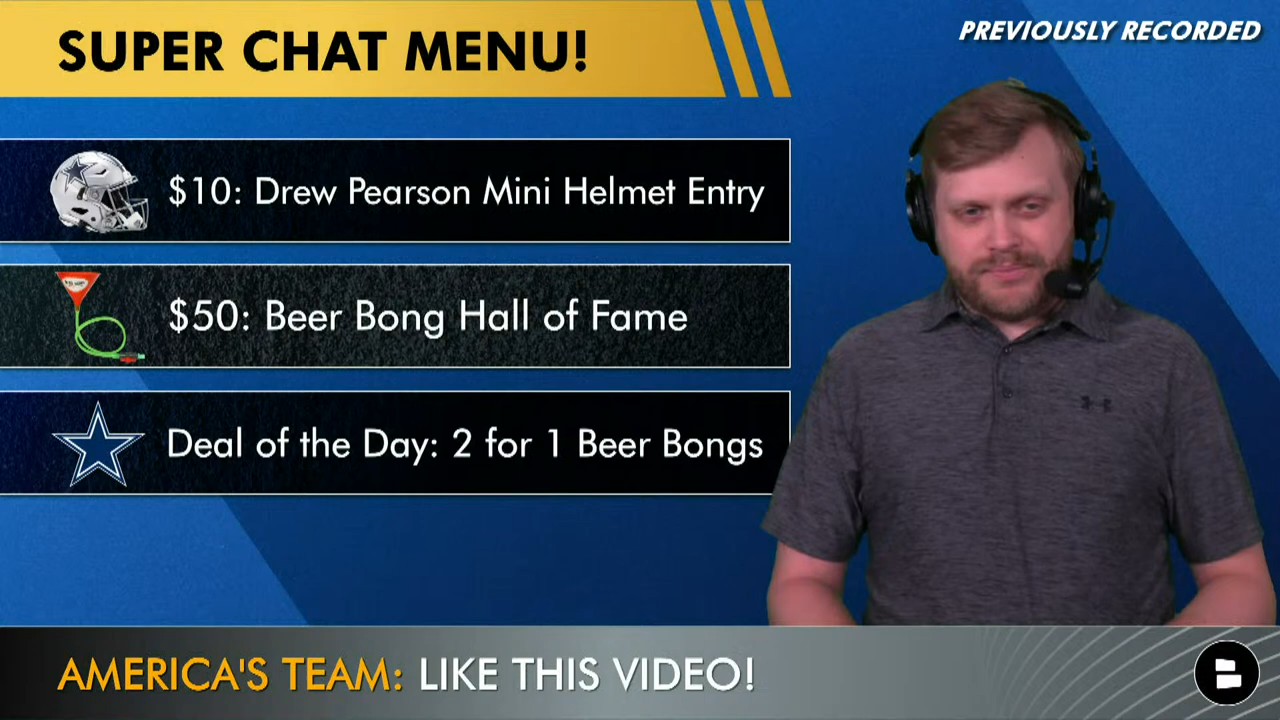 SUPER CHAT MENU!
PREVIOUSLY RECORDED
$10: Drew Pearson Mini Helmet Entry
$50: Beer Bong Hall of Fame
Deal of the Day: 2 for 1 Beer Bongs
AMERICA'S TEAM: LIKE THIS VIDEO!